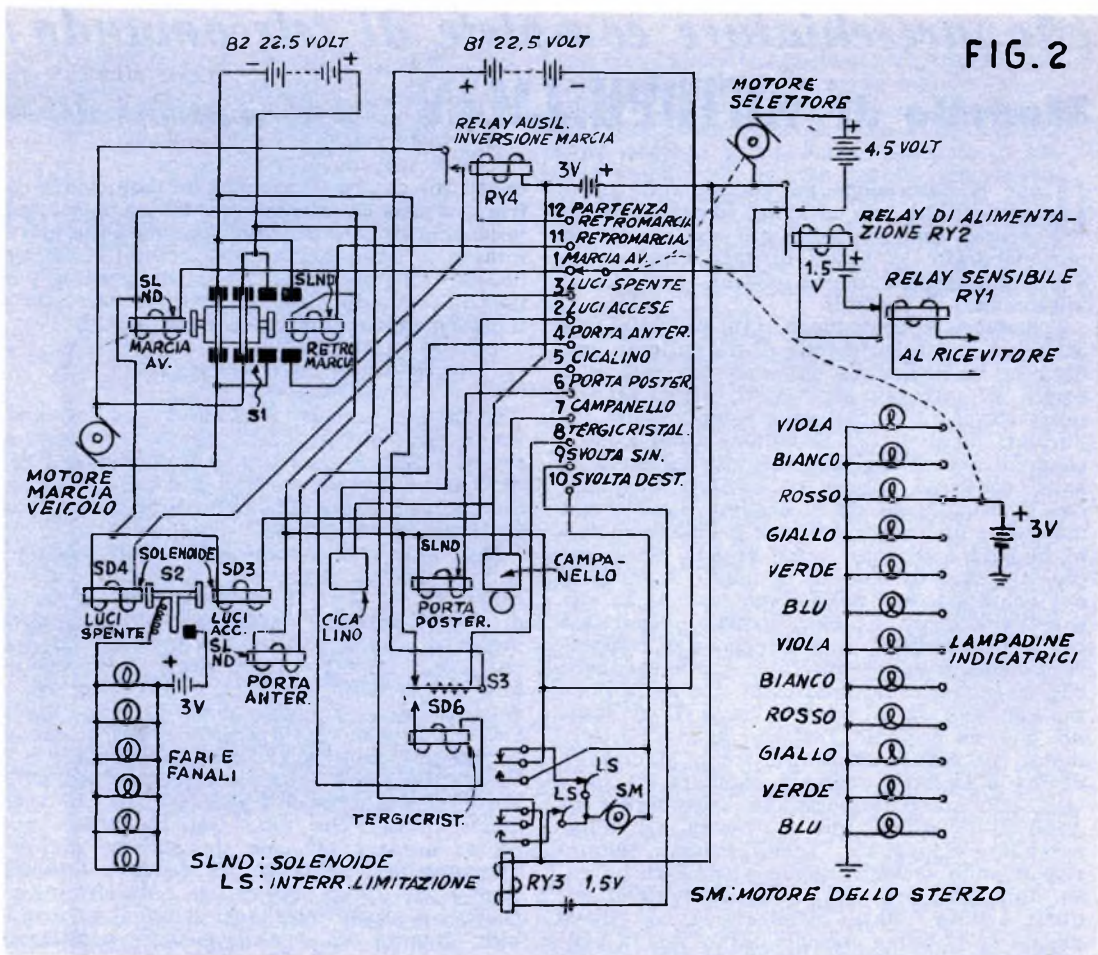 FIG. 2
B2 22,5 VOLT
B1 22,5 VOLT
- +
+ -
MOTORE
SELETTORE
+
4,5 VOLT
RELAY AUSIL.
INVERSIONE MARCIA
RY4
3V +
12 PARTENZA
RETROMARCIA
11 RETROMARCIA
1 MARCIA AV.
3 LUCI SPENTE
2 LUCI ACCESE
4 PORTA ANTER.
5 CICALINO
6 PORTA POSTER.
7 CAMPANELLO
8 TERGICRISTAL.
9 SVOLTA SIN.
10 SVOLTA DEST.
RELAY DI ALIMENTA-
ZIONE RY2
1.5
V
+
RELAY SENSIBILE
RY1
AL RICEVITORE
SL
ND
MARCIA
AV.
SLND
RETRO
MARCIA
S1
MOTORE
MARCIA
VEICOLO
SD4
SOLENOIDE
S2
SD3
LUCI
SPENTE
LUCI
ACC.
SL
ND
PORTA
ANTER.
+
3V
FARI E
FANALI
CICA
LINO
SLND
PORTA
POSTER.
CAMPA-
NELLO
S3
SD6
TERGICRIST.
LS
LS
SM
RY3 1,5V
VIOLA
BIANCO
ROSSO
GIALLO
VERDE
BLU
VIOLA
BIANCO
ROSSO
GIALLO
VERDE
BLU
+
3V
LAMPADINE
INDICATRICI
SLND: SOLENOIDE
LS: INTERR. LIMITAZIONE
SM: MOTORE DELLO STERZO